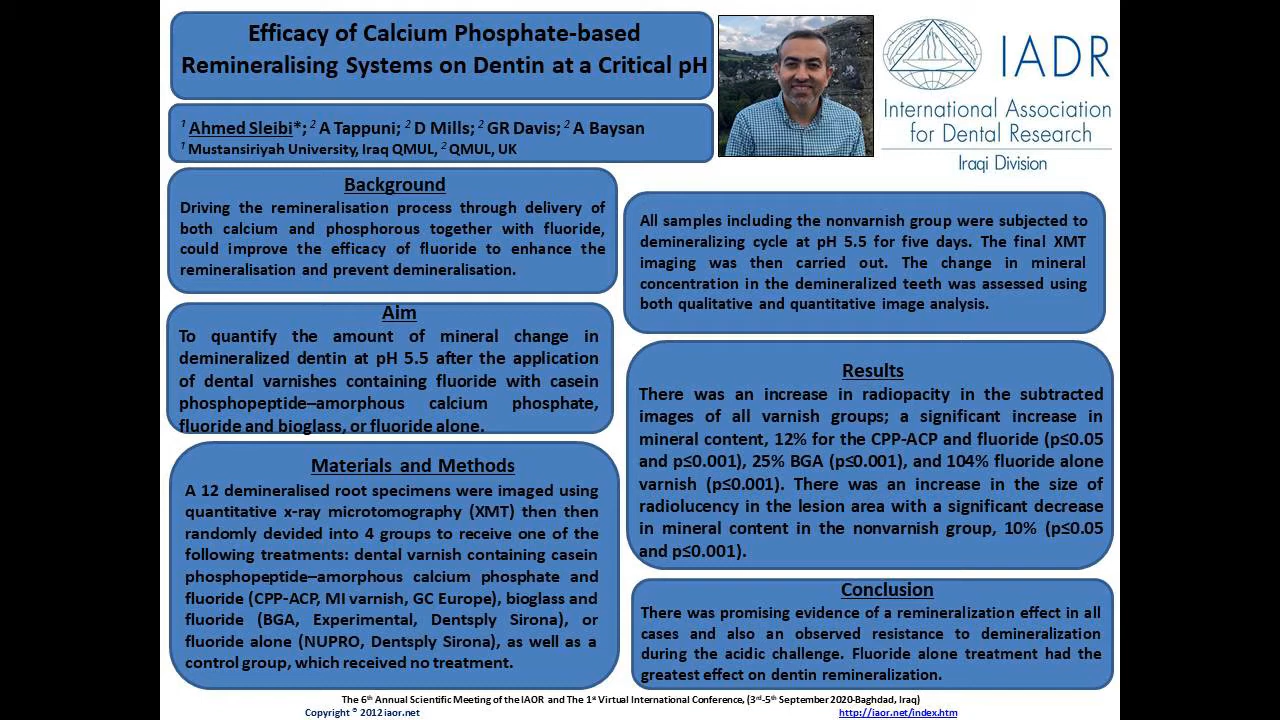 Efficacy of Calcium Phosphate-based
Remineralising Systems on Dentin at a Critical pH
1 Ahmed Sleibi*; 2 A Tappuni; 2 D Mills; 2 GR Davis; 2 A Baysan
1 Mustansiriyah University, Iraq QMUL, 2 QMUL, UK
IADR
International Association
for Dental Research
Iraqi Division
Background
Driving the remineralisation process through delivery of
both calcium and phosphorous together with fluoride,
could improve the efficacy of fluoride to enhance the
remineralisation and prevent demineralisation.
Aim
To quantify the amount of mineral change in
demineralized dentin at pH 5.5 after the application
of dental varnishes containing fluoride with casein
phosphopeptide–amorphous calcium phosphate,
fluoride and bioglass, or fluoride alone.
Materials and Methods
A 12 demineralised root specimens were imaged using
quantitative x-ray microtomography (XMT) then then
randomly devided into 4 groups to receive one of the
following treatments: dental varnish containing casein
phosphopeptide–amorphous calcium phosphate and
fluoride (CPP-ACP, MI varnish, GC Europe), bioglass and
fluoride (BGA, Experimental, Dentsply Sirona), or
fluoride alone (NUPRO, Dentsply Sirona), as well as a
control group, which received no treatment.
All samples including the nonvarnish group were subjected to
demineralizing cycle at pH 5.5 for five days. The final XMT
imaging was then carried out. The change in mineral
concentration in the demineralized teeth was assessed using
both qualitative and quantitative image analysis.
Results
There was an increase in radiopacity in the subtracted
images of all varnish groups; a significant increase in
mineral content, 12% for the CPP-ACP and fluoride (p≤0.05
and p≤0.001), 25% BGA (p≤0.001), and 104% fluoride alone
varnish (p≤0.001). There was an increase in the size of
radiolucency in the lesion area with a significant decrease
in mineral content in the nonvarnish group, 10% (p≤0.05
and p≤0.001).
Conclusion
There was promising evidence of a remineralization effect in all
cases and also an observed resistance to demineralization
during the acidic challenge. Fluoride alone treatment had the
greatest effect on dentin remineralization.
The 6th Annual Scientific Meeting of the IAOR and The 1st Virtual International Conference, (3rd-5th September 2020-Baghdad, Iraq)
Copyright © 2012 iaor.net
http://iaor.net/index.htm